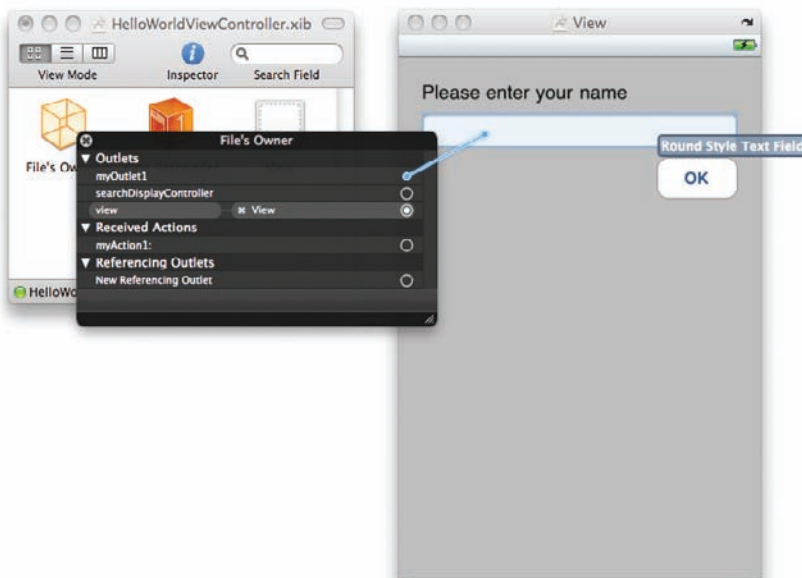 HelloWorldViewController.xib
View Mode
Inspector
Search Field
File's Ow
File's Owner
Outlets
myOutlet1
searchDisplayController
view
View
Received Actions
myAction1:
Referencing Outlets
New Referencing Outlet
HelloWo
View
Please enter your name
Round Style Text Field
OK